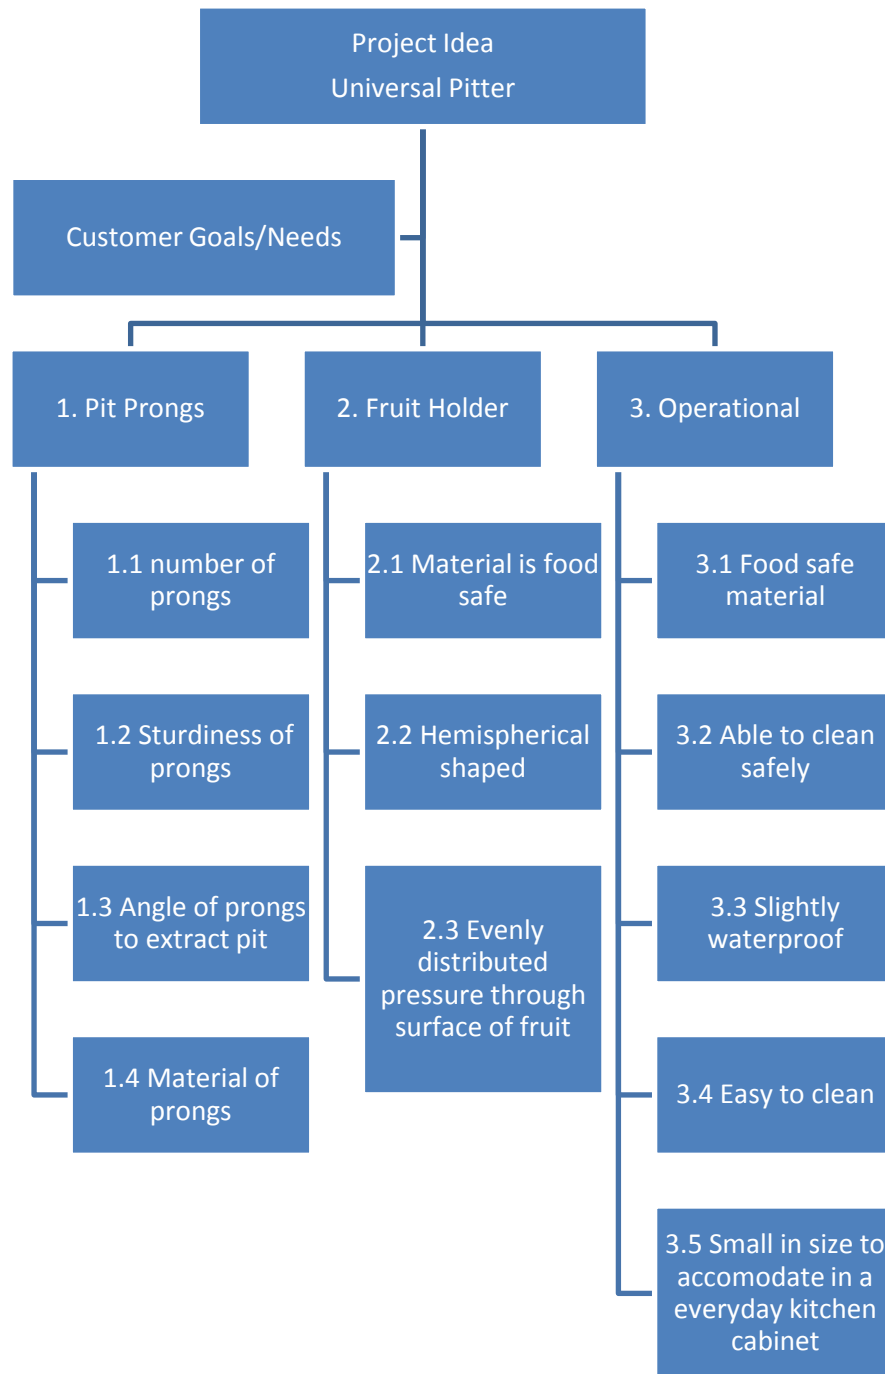 Project Idea
Universal Pitter
Customer Goals/Needs
1. Pit Prongs
1.1 number of
prongs
1.2 Sturdiness of
prongs
1.3 Angle of prongs
to extract pit
1.4 Material of
prongs
2. Fruit Holder
2.1 Material is food
safe
2.2 Hemispherical
shaped
2.3 Evenly
distributed
pressure through
surface of fruit
3. Operational
3.1 Food safe
material
3.2 Able to clean
safely
3.3 Slightly
waterproof
3.4 Easy to clean
3.5 Small in size to
accomodate in a
everyday kitchen
cabinet